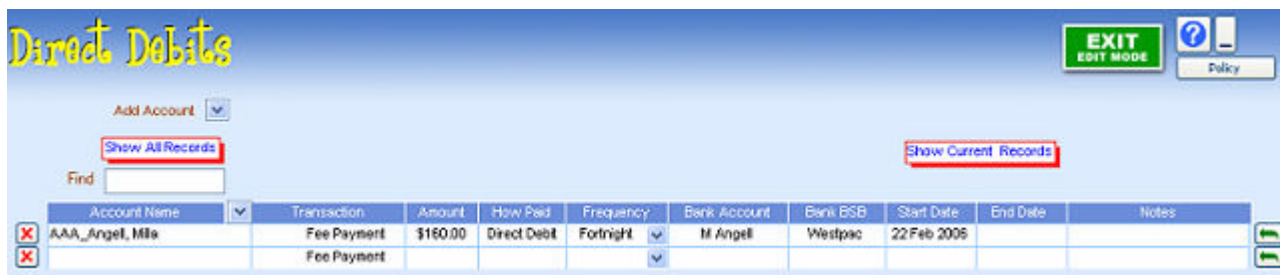 Direct Debits
EXIT
EDIT MODE
?
Policy
Add Account
Show All Records
Show Current Records
Find
Account Name Transaction Amount How Paid Frequency Bank Account Bank BSB Start Date End Date Notes
AAA_Angell, Mila Fee Payment $160.00 Direct Debit Fortnight M Angell Westpac 22 Feb 2006
Fee Payment